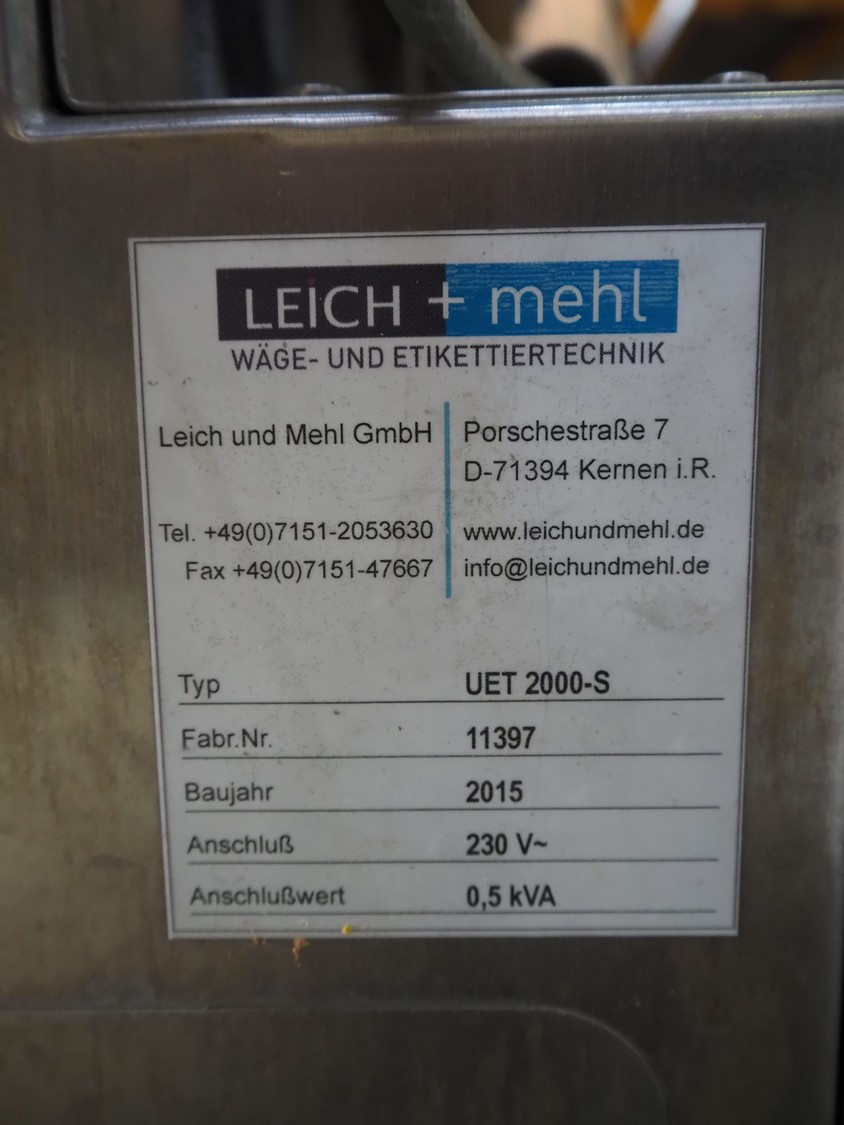 LEiCH + mehl
WÄGE- UND ETIKETTIERTECHNIK
Leich und Mehl GmbH
Porschestraße 7
D-71394 Kernen i.R.
Tel. +49(0)7151-2053630
www.leichundmehl.de
Fax +49(0)7151-47667
info@leichundmehl.de
Typ UET 2000-S
Fabr.Nr. 11397
Baujahr 2015
Anschluß 230 V~
Anschlußwert 0,5 kVA